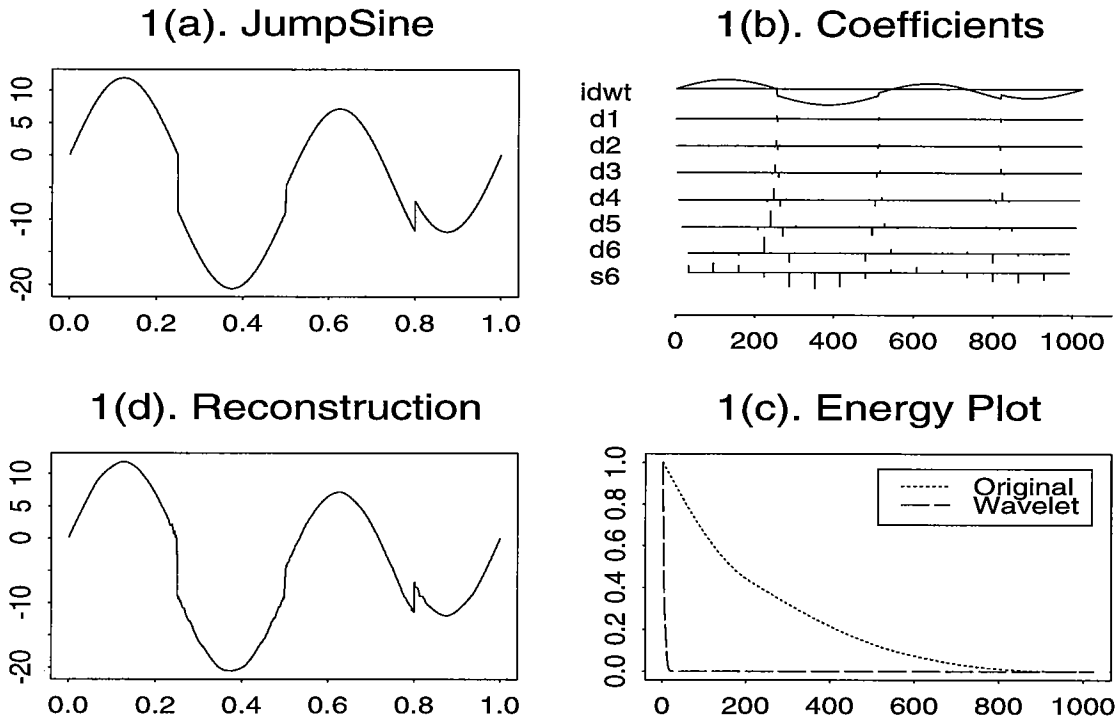 1(a). JumpSine
10
5
0
-10
-20
0.0 0.2 0.4 0.6 0.8 1.0
1(b). Coefficients
idwt
d1
d2
d3
d4
d5
d6
s6
0 200 400 600 800 1000
1(d). Reconstruction
10
5
0
-10
-20
0.0 0.2 0.4 0.6 0.8 1.0
1(c). Energy Plot
1.0
0.8
0.6
0.4
0.2
0.0
Original
Wavelet
0 200 400 600 800 1000